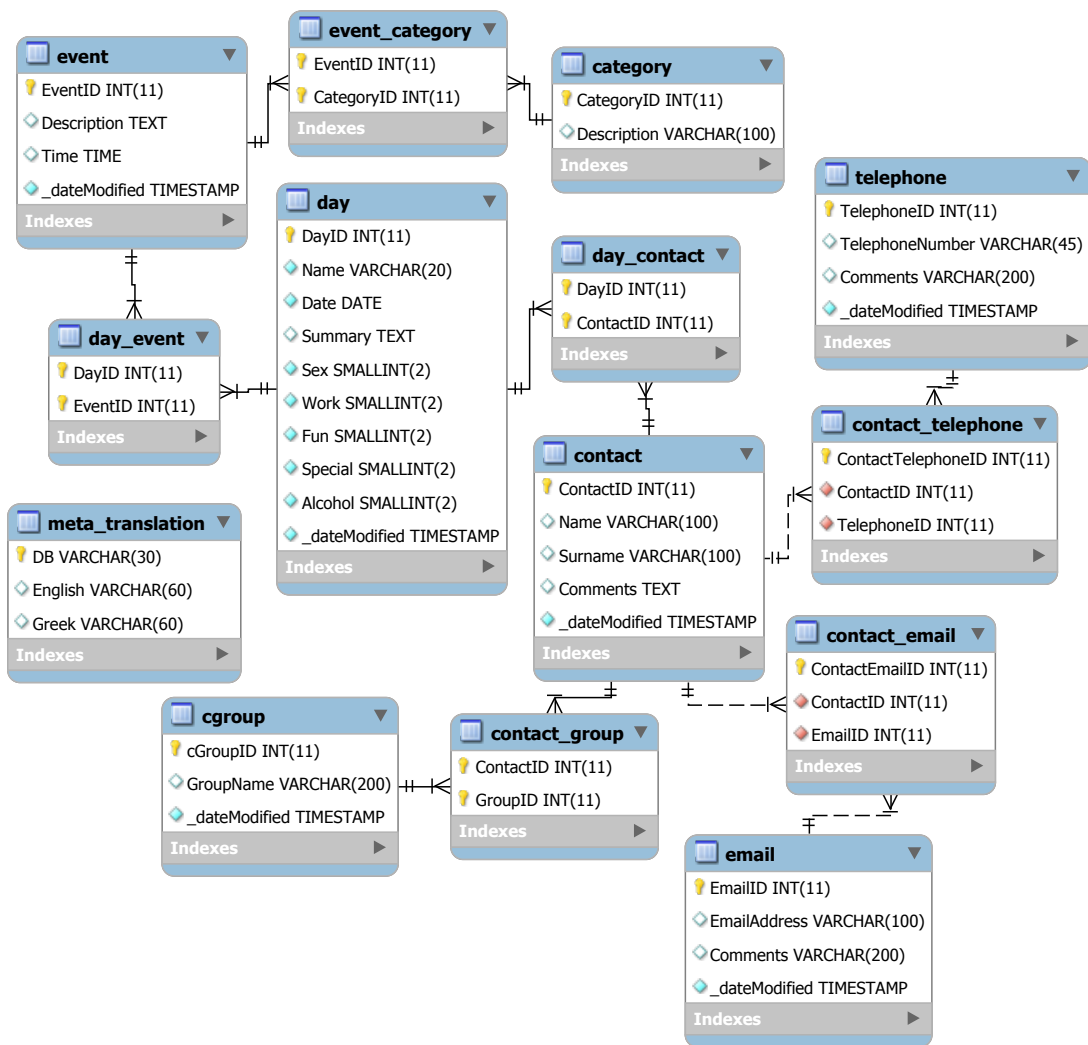 event
EventID INT(11)
Description TEXT
Time TIME
_dateModified TIMESTAMP
Indexes
event_category
EventID INT(11)
CategoryID INT(11)
Indexes
category
CategoryID INT(11)
Description VARCHAR(100)
Indexes
telephone
TelephoneID INT(11)
TelephoneNumber VARCHAR(45)
Comments VARCHAR(200)
_dateModified TIMESTAMP
Indexes
day
DayID INT(11)
Name VARCHAR(20)
Date DATE
Summary TEXT
Sex SMALLINT(2)
Work SMALLINT(2)
Fun SMALLINT(2)
Special SMALLINT(2)
Alcohol SMALLINT(2)
_dateModified TIMESTAMP
Indexes
day_contact
DayID INT(11)
ContactID INT(11)
Indexes
day_event
DayID INT(11)
EventID INT(11)
Indexes
contact_telephone
ContactTelephoneID INT(11)
ContactID INT(11)
TelephoneID INT(11)
Indexes
contact
ContactID INT(11)
Name VARCHAR(100)
Surname VARCHAR(100)
Comments TEXT
_dateModified TIMESTAMP
Indexes
meta_translation
DB VARCHAR(30)
English VARCHAR(60)
Greek VARCHAR(60)
Indexes
contact_email
ContactEmailID INT(11)
ContactID INT(11)
EmailID INT(11)
Indexes
cgroup
cGroupID INT(11)
GroupName VARCHAR(200)
_dateModified TIMESTAMP
Indexes
contact_group
ContactID INT(11)
GroupID INT(11)
Indexes
email
EmailID INT(11)
EmailAddress VARCHAR(100)
Comments VARCHAR(200)
_dateModified TIMESTAMP
Indexes